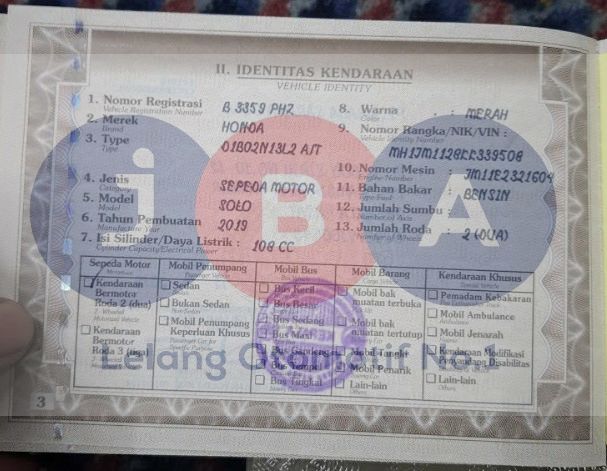 II. IDENTITAS KENDARAAN
VEHICLE IDENTITY
1. Nomor Registrasi B 3359 PHZ
Vehicle Registration Number
2. Merek HONDA
Brand
3. Type 01B02N13L2 A/T
Type
4. Jenis SEPEDA MOTOR
Category
5. Model SOLO
Model
6. Tahun Pembuatan 2019
Manufacture Year
7. Isi Silinder/Daya Listrik : 108 CC
Cylinder Capacity/Electrical Power
8. Warna : MERAH
Color
9. Nomor Rangka/NIK/VIN :
Vehicle Identity Number
MH1JM1128KK339508
10. Nomor Mesin JM11E2321604
Engine Number
11. Bahan Bakar : BENSIN
Type Fuel
12. Jumlah Sumbu :
Number of Axle
13. Jumlah Roda : 2 (DUA)
Number of Wheel
i B A
Lelang Otomotif No.
Sepeda Motor
Mobil Penumpang
Passenger Vehicle
Mobil Bus
Mobil Barang
Kendaraan Khusus
Special Vehicle
Kendaraan
Bermotor
Roda 2 (dua)
2 - Wheeled
Motorized Vehicle
Kendaraan
Bermotor
Roda 3 (tiga)
Sedan
Sedan
Bukan Sedan
Non Sedan
Mobil Penumpang
Keperluan Khusus
Passenger Car for
Specific Purpose
Bus Kecil
Bus Besar
Bus Sedang
Bus Maxi
Bus Gandeng
Bus Tempel
Bus Tingkat
Mobil bak
muatan terbuka
Mobil bak
muatan tertutup
Mobil Tangki
Mobil Penarik
Lain-lain
Others
Pemadam Kebakaran
Mobil Ambulance
Mobil Jenazah
Kendaraan Modifikasi
Penyandang Disabilitas
Lain-lain
Others
3